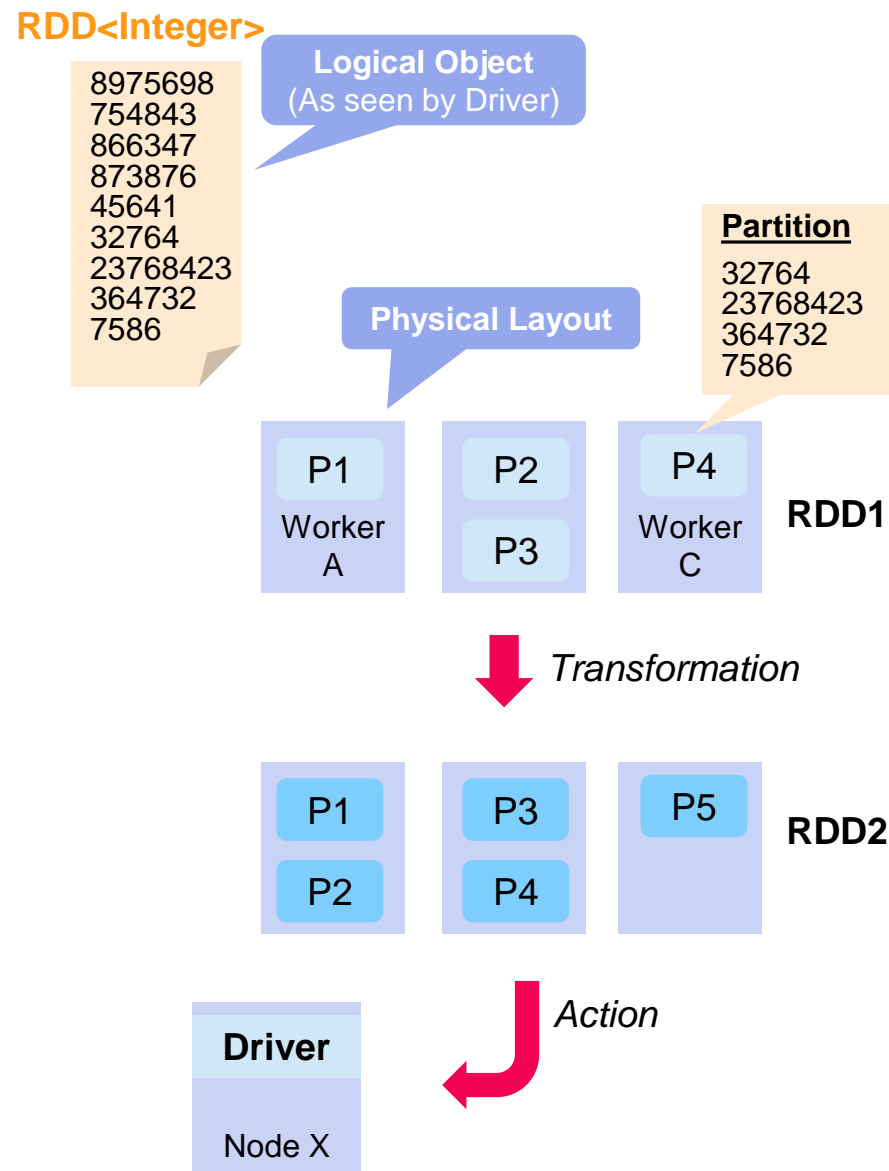 RDD<Integer>
8975698
754843
866347
873876
45641
32764
23768423
364732
7586
Logical Object
(As seen by Driver)
Partition
32764
23768423
364732
7586
Physical Layout
P1
Worker
A
P2
P3
P4
Worker
C
RDD1
Transformation
P1
P2
P3
P4
P5
RDD2
Action
Driver
Node X